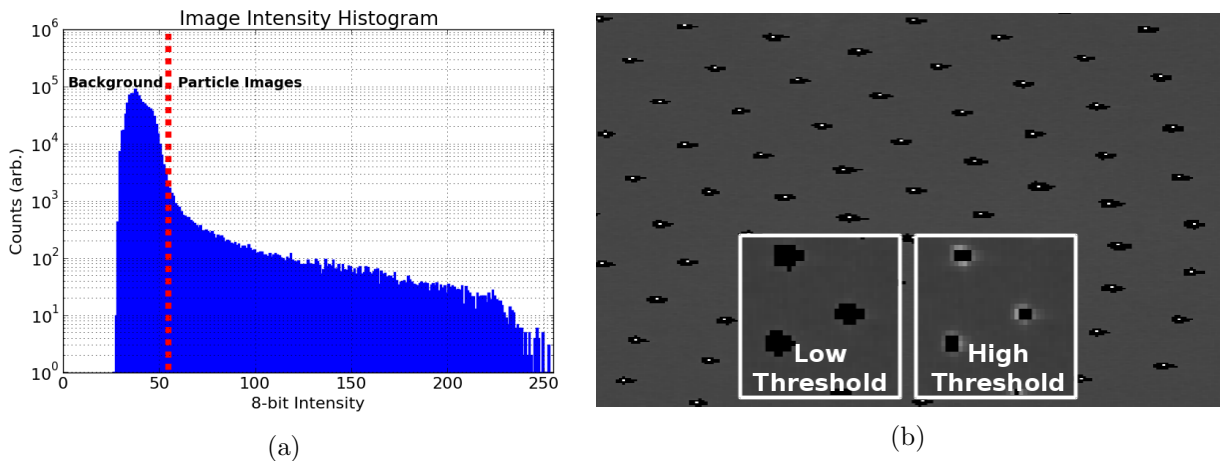 Image Intensity Histogram
10^6
10^5
10^4
10^3
10^2
10^1
10^0
Counts (arb.)
Background
Particle Images
0 50 100 150 200 250
8-bit Intensity
(a)
Low
Threshold
High
Threshold
(b)